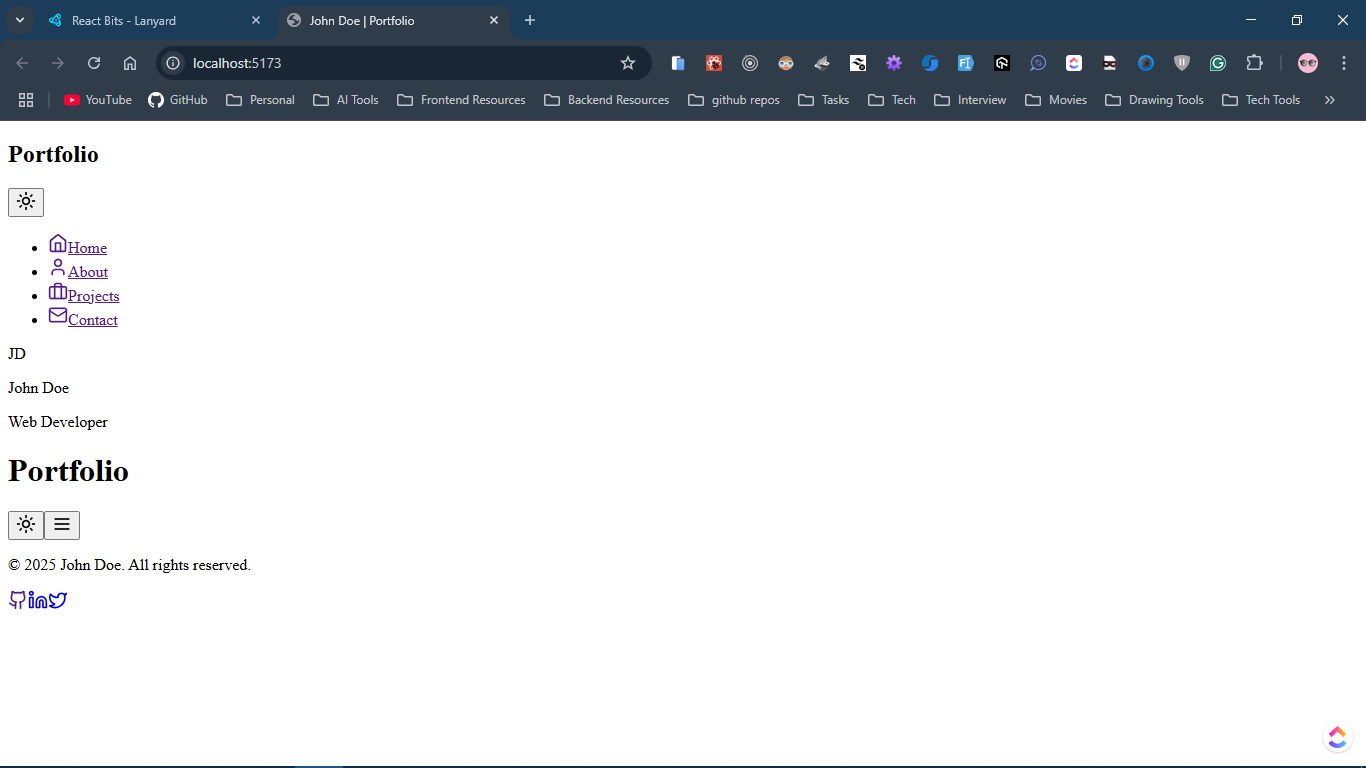 React Bits - Lanyard
John Doe | Portfolio
localhost:5173
YouTube
GitHub
Personal
AI Tools
Frontend Resources
Backend Resources
github repos
Tasks
Tech
Interview
Movies
Drawing Tools
Tech Tools
Portfolio
Home
About
Projects
Contact
JD
John Doe
Web Developer
Portfolio
© 2025 John Doe. All rights reserved.